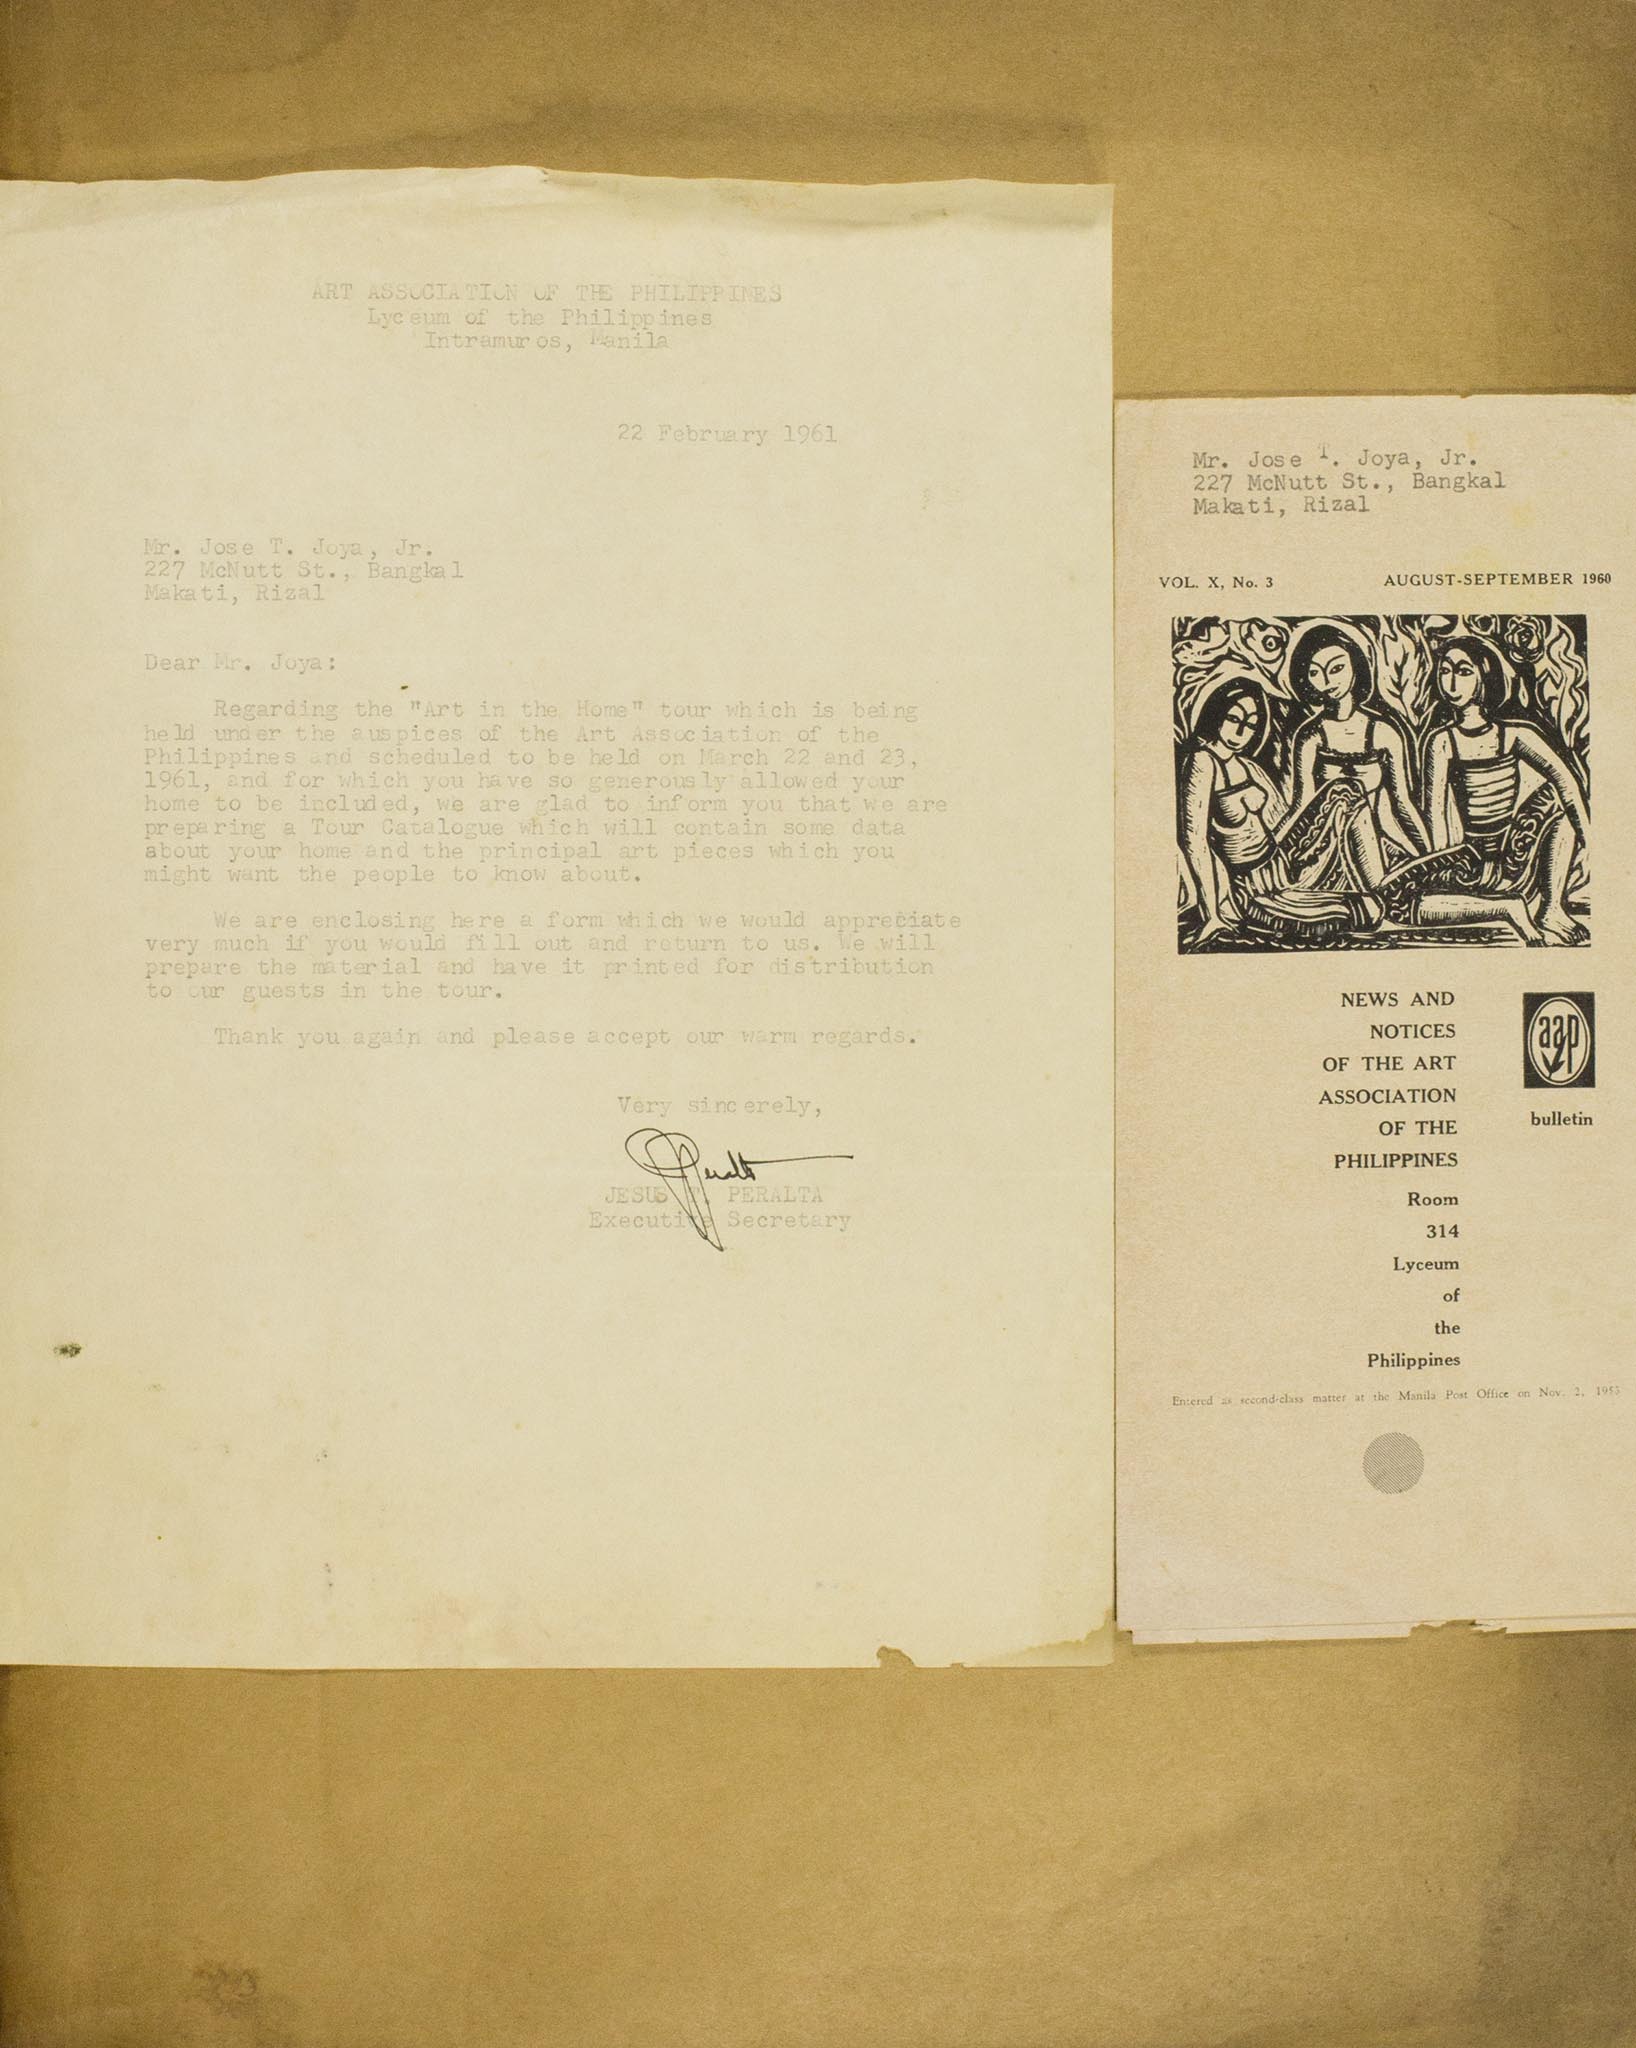 ART ASSOCIATION OF THE PHILIPPINES
Lyceum of the Philippines
Intramuros, Manila
22 February 1961
Mr. Jose T. Joya, Jr.
227 McNutt St., Bangkal
Makati, Rizal
Dear Mr. Joya:
Regarding the "Art in the Home" tour which is being
held under the auspices of the Art Association of the
Philippines and scheduled to be held on March 22 and 23,
1961, and for which you have so generously allowed your
home to be included, we are glad to inform you that we are
preparing a Tour Catalogue which will contain some data
about your home and the principal art pieces which you
might want the people to know about.
We are enclosing here a form which we would appreciate
very much if you would fill out and return to us. We will
prepare the material and have it printed for distribution
to our guests in the tour.
Thank you again and please accept our warm regards.
Very sincerely,
JPeralta
JESUS T. PERALTA
Executive Secretary
Mr. Jose T. Joya, Jr.
227 McNutt St., Bangkal
Makati, Rizal
VOL. X, No. 3 AUGUST-SEPTEMBER 1960
NEWS AND
NOTICES
OF THE ART
ASSOCIATION
OF THE
PHILIPPINES
aap
bulletin
Room
314
Lyceum
of
the
Philippines
Entered as second-class matter at the Manila Post Office on Nov. 2,